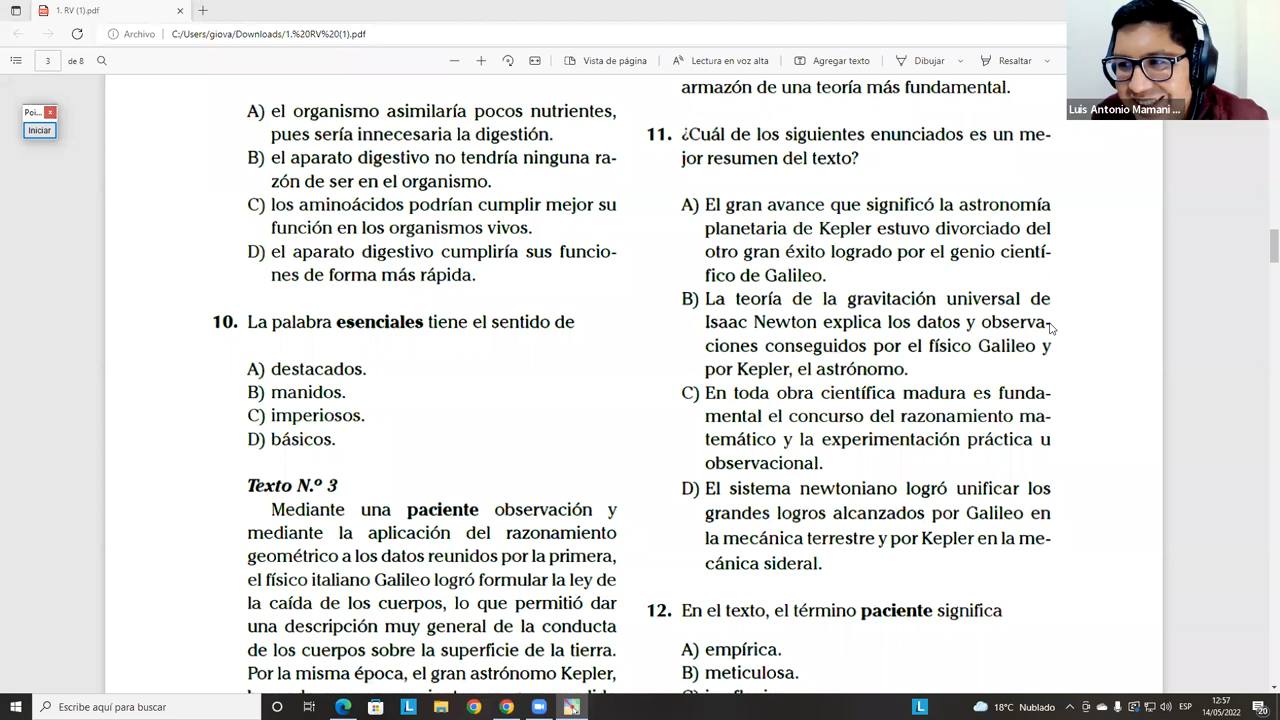 1. RV (1).pdf
Archivo
C:/Users/giova/Downloads/1.%20RV%20(1).pdf
3
de 8
Vista de página
Lectura en voz alta
Agregar texto
Dibujar
Resaltar
Luis Antonio Mamani ...
Poi...
Iniciar
A) el organismo asimilaría pocos nutrientes,
pues sería innecesaria la digestión.
B) el aparato digestivo no tendría ninguna ra-
zón de ser en el organismo.
C) los aminoácidos podrían cumplir mejor su
función en los organismos vivos.
D) el aparato digestivo cumpliría sus funcio-
nes de forma más rápida.
10. La palabra esenciales tiene el sentido de
A) destacados.
B) manidos.
C) imperiosos.
D) básicos.
Texto N.º 3
Mediante una paciente observación y
mediante la aplicación del razonamiento
geométrico a los datos reunidos por la primera,
el físico italiano Galileo logró formular la ley de
la caída de los cuerpos, lo que permitió dar
una descripción muy general de la conducta
de los cuerpos sobre la superficie de la tierra.
Por la misma época, el gran astrónomo Kepler,
armazón de una teoría más fundamental.
11. ¿Cuál de los siguientes enunciados es un me-
jor resumen del texto?
A) El gran avance que significó la astronomía
planetaria de Kepler estuvo divorciado del
otro gran éxito logrado por el genio cientí-
fico de Galileo.
B) La teoría de la gravitación universal de
Isaac Newton explica los datos y observa-
ciones conseguidos por el físico Galileo y
por Kepler, el astrónomo.
C) En toda obra científica madura es funda-
mental el concurso del razonamiento ma-
temático y la experimentación práctica u
observacional.
D) El sistema newtoniano logró unificar los
grandes logros alcanzados por Galileo en
la mecánica terrestre y por Kepler en la me-
cánica sideral.
12. En el texto, el término paciente significa
A) empírica.
B) meticulosa.
Escribe aquí para buscar
18°C Nublado
ESP
12:57
14/05/2022
20